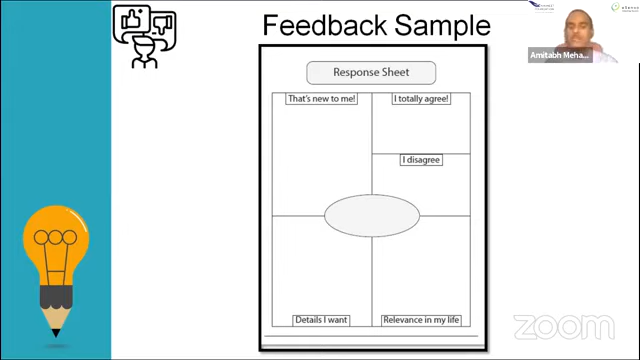 Feedback Sample
Amitabh Meha...
Response Sheet
That's new to me!
I totally agree!
I disagree
Details I want
Relevance in my life
zoom